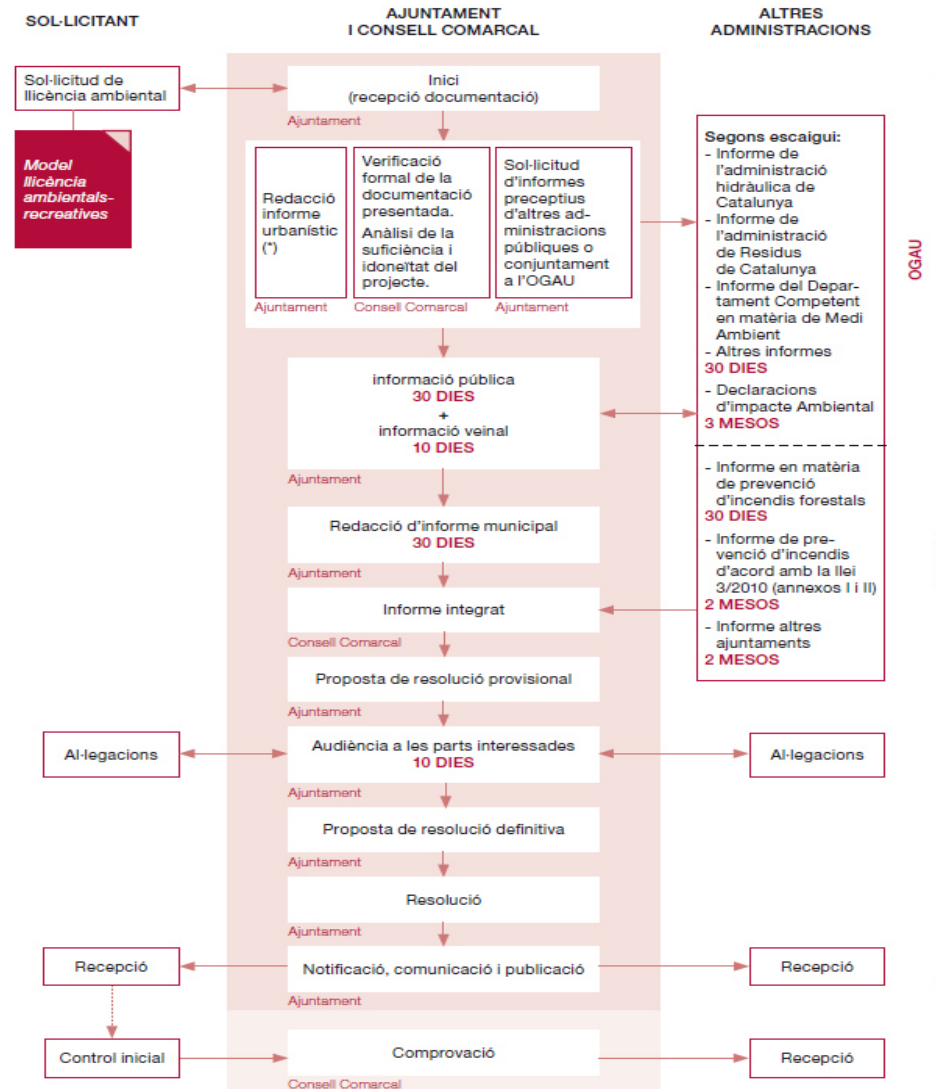 SOL·LICITANT
AJUNTAMENT
I CONSELL COMARCAL
ALTRES
ADMINISTRACIONS
Sol·licitud de
llicència ambiental
Model
llicència
ambientals-
recreatives
Inici
(recepció documentació)
Ajuntament
Redacció
informe
urbanístic
(*)
Ajuntament
Verificació
formal de la
documentació
presentada.
Anàlisi de la
suficiència i
idoneïtat del
projecte.
Consell Comarcal
Sol·licitud
d'informes
preceptius
d'altres ad-
ministracions
públiques o
conjuntament
a l'OGAU
Ajuntament
Segons escaigui:
- Informe de
l'administració
hidràulica de
Catalunya
- Informe de
l'administració
de Residus
de Catalunya
- Informe del Depar-
tament Competent
en matèria de Medi
Ambient
- Altres informes
30 DIES
- Declaracions
d'impacte Ambiental
3 MESOS
- Informe en matèria
de prevenció
d'incendis forestals
30 DIES
- Informe de pre-
venció d'incendis
d'acord amb la llei
3/2010 (annexos I i II)
2 MESOS
- Informe altres
ajuntaments
2 MESOS
OGAU
informació pública
30 DIES
+
informació veinal
10 DIES
Ajuntament
Redacció d'informe municipal
30 DIES
Ajuntament
Informe integrat
Consell Comarcal
Proposta de resolució provisional
Ajuntament
Al·legacions
Audiència a les parts interessades
10 DIES
Al·legacions
Ajuntament
Proposta de resolució definitiva
Ajuntament
Resolució
Ajuntament
Recepció
Notificació, comunicació i publicació
Recepció
Ajuntament
Control inicial
Comprovació
Recepció
Consell Comarcal